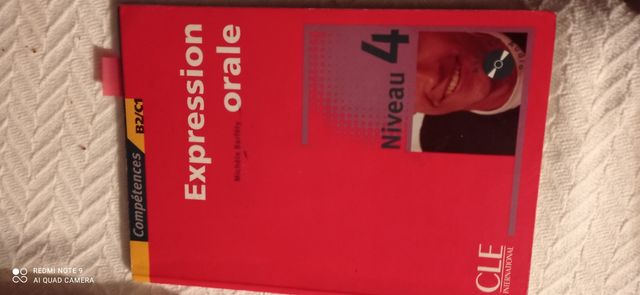 Compétences B2/C1
Expression
orale
Michèle Barféty
Niveau 4
CLE
INTERNATIONAL
REDMI NOTE 9
AI QUAD CAMERA